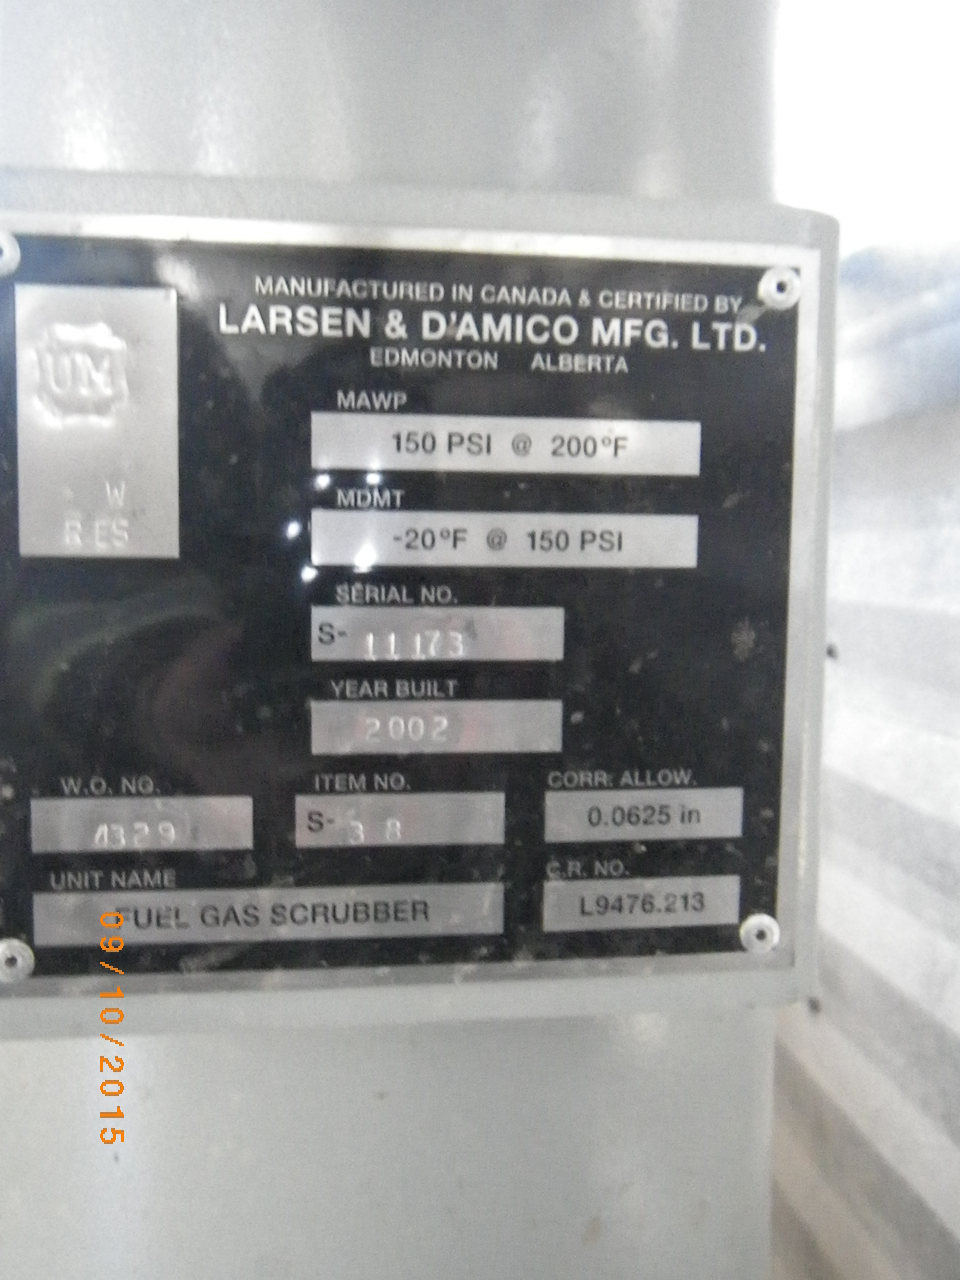 MANUFACTURED IN CANADA & CERTIFIED BY
LARSEN & D'AMICO MFG. LTD.
EDMONTON ALBERTA
UM
W
RES
MAWP
150 PSI @ 200°F
MDMT
-20°F @ 150 PSI
SERIAL NO.
S- 11173
YEAR BUILT
2002
W.O. NO.
4329
ITEM NO.
S- 38
CORR. ALLOW.
0.0625 in
UNIT NAME
FUEL GAS SCRUBBER
C.R. NO.
L9476.213
09/10/2015